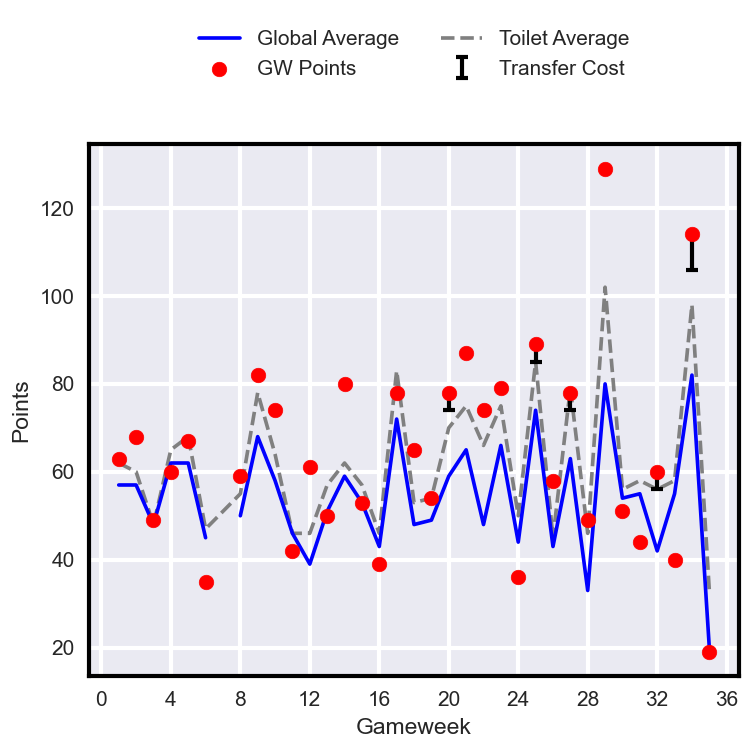 Global Average
Toilet Average
GW Points
Transfer Cost
120
100
80
60
40
20
Points
0 4 8 12 16 20 24 28 32 36
Gameweek